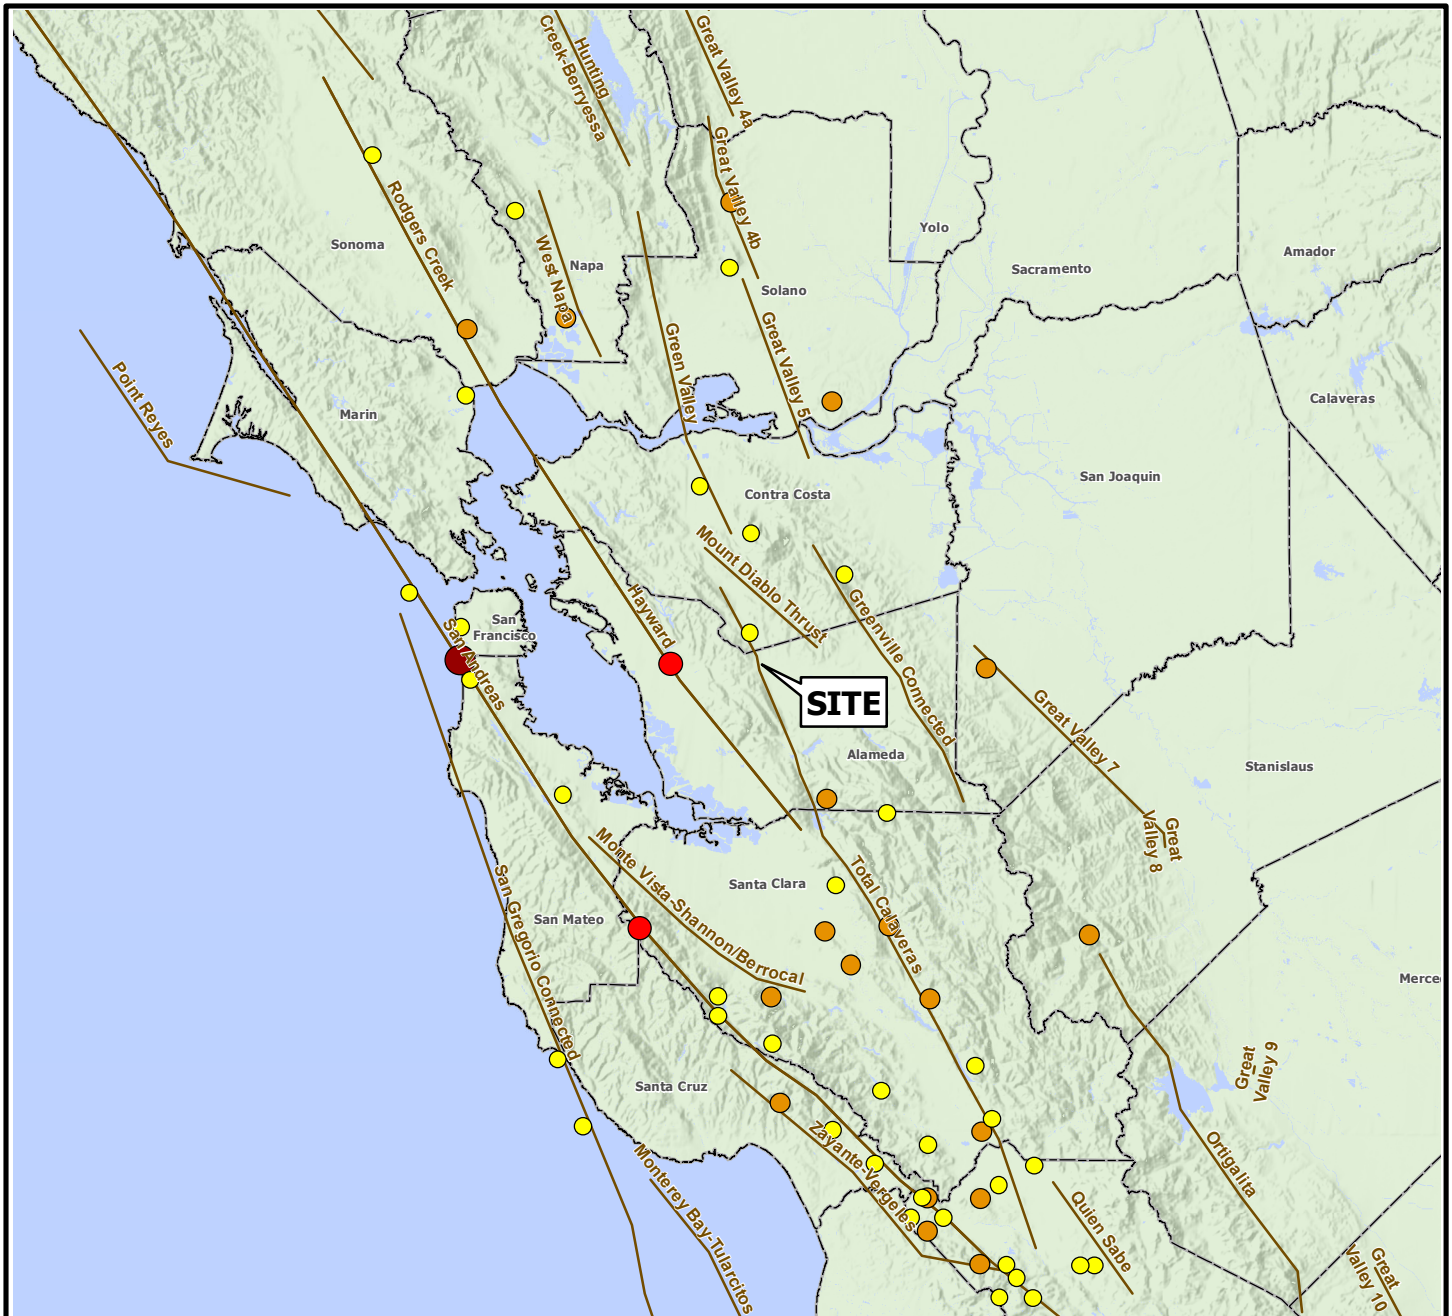 Great Valley 4a
Hunting
Creek-Berryessa
Great Valley 4b
Rodgers Creek
Sonoma
West Napa
Napa
Yolo
Sacramento
Amador
Solano
Great Valley 5
Green Valley
Point Reyes
Marin
Calaveras
San Joaquin
Contra Costa
Mount Diablo Thrust
Hayward
Greenville Connected
San
Francisco
San Andreas
SITE
Great Valley 7
Alameda
Stanislaus
Great
Valley 8
Monte Vista-Shannon/Berrocal
Santa Clara
Total Calaveras
San Mateo
San Gregorio Connected
Merce
Great
Valley 9
Santa Cruz
Zayante-Vergeles
Monterey Bay-Tularcitos
Ortigalita
Quien Sabe
Great
Valley 10